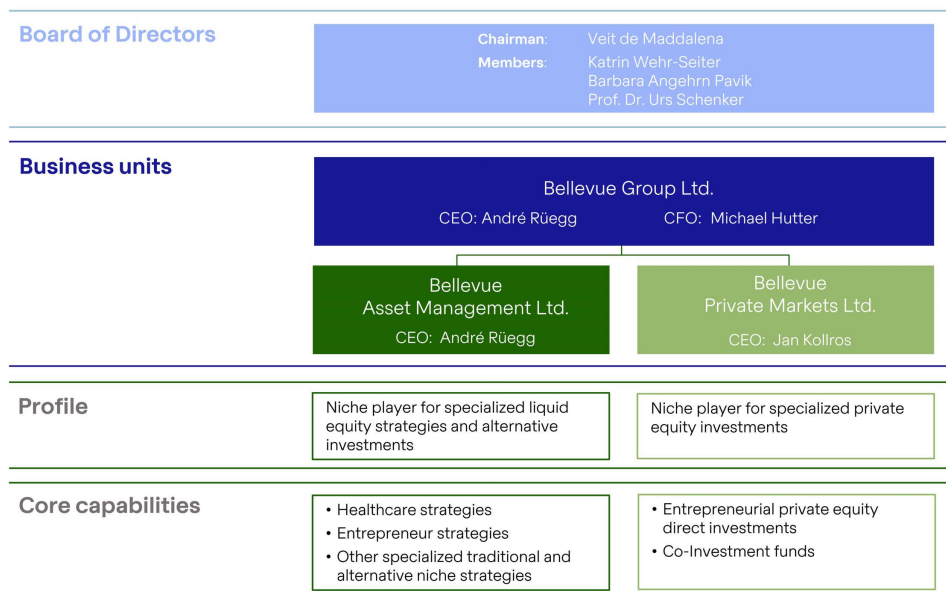 Board of Directors
Chairman: Veit de Maddalena
Members: Katrin Wehr-Seiter
Barbara Angehrn Pavik
Prof. Dr. Urs Schenker
Business units
Bellevue Group Ltd.
CEO: André Rüegg CFO: Michael Hutter
Bellevue
Asset Management Ltd.
CEO: André Rüegg
Bellevue
Private Markets Ltd.
CEO: Jan Kollros
Profile
Niche player for specialized liquid
equity strategies and alternative
investments
Niche player for specialized private
equity investments
Core capabilities
• Healthcare strategies
• Entrepreneur strategies
• Other specialized traditional and
alternative niche strategies
• Entrepreneurial private equity
direct investments
• Co-Investment funds